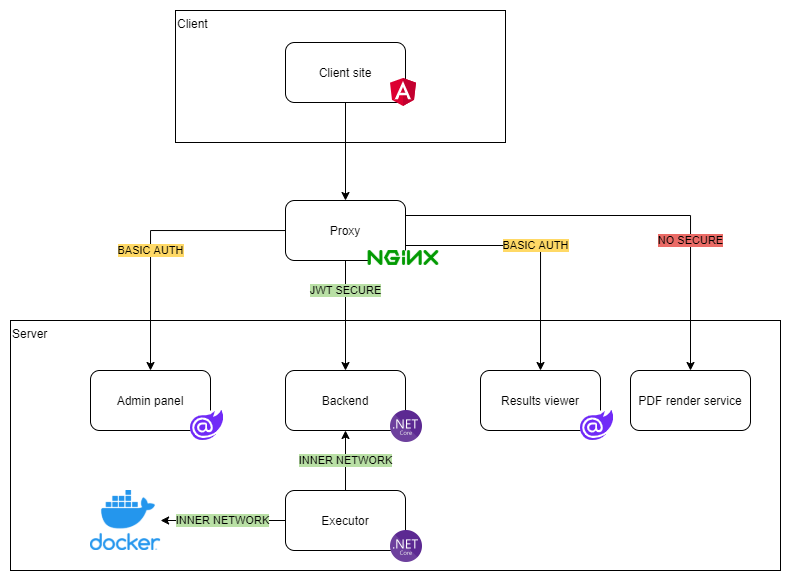 Client
Client site
A
Proxy
NGINX
BASIC AUTH
BASIC AUTH
NO SECURE
JWT SECURE
Server
Admin panel
@
Backend
.NET
Core
Results viewer
@
PDF render service
INNER NETWORK
docker
INNER NETWORK
Executor
.NET
Core